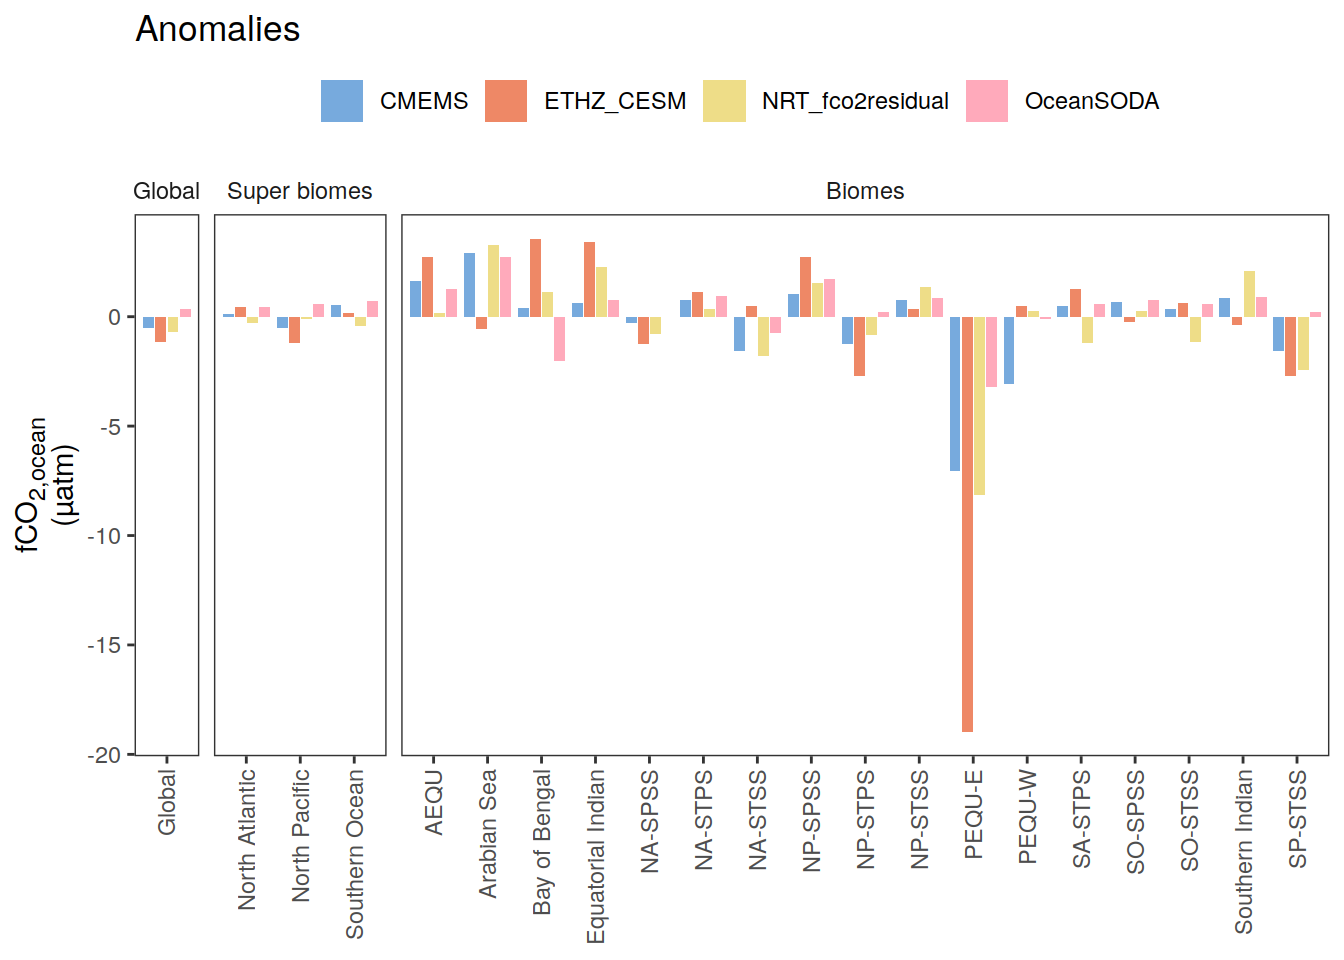 Anomalies
CMEMS ETHZ_CESM NRT_fco2residual OceanSODA
Global Super biomes Biomes
fCO2,ocean
(µatm)
0
-5
-10
-15
-20
Global
North Atlantic
North Pacific
Southern Ocean
AEQU
Arabian Sea
Bay of Bengal
Equatorial Indian
NA-SPSS
NA-STPS
NA-STSS
NP-SPSS
NP-STPS
NP-STSS
PEQU-E
PEQU-W
SA-STPS
SO-SPSS
SO-STSS
Southern Indian
SP-STSS